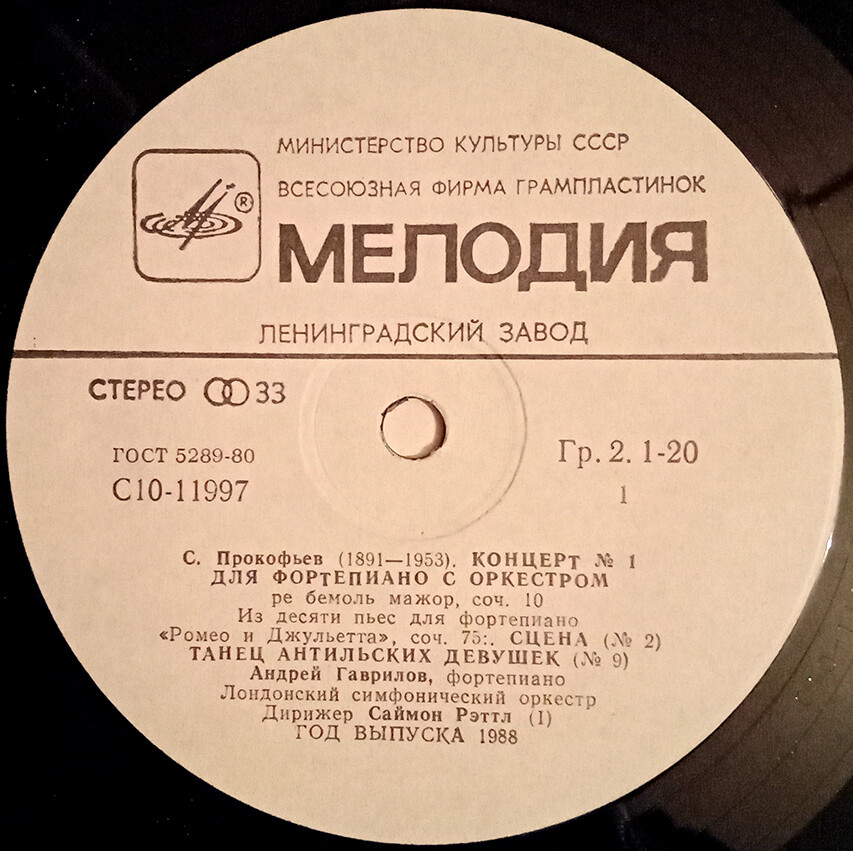 МИНИСТЕРСТВО КУЛЬТУРЫ СССР
ВСЕСОЮЗНАЯ ФИРМА ГРАМПЛАСТИНОК
®
МЕЛОДИЯ
ЛЕНИНГРАДСКИЙ ЗАВОД
СТЕРЕО 33
ГОСТ 5289-80
Гр. 2. 1-20
С10-11997
1
С. Прокофьев (1891—1953). КОНЦЕРТ № 1
ДЛЯ ФОРТЕПИАНО С ОРКЕСТРОМ
ре бемоль мажор, соч. 10
Из десяти пьес для фортепиано
«Ромео и Джульетта», соч. 75:. СЦЕНА (№ 2)
ТАНЕЦ АНТИЛЬСКИХ ДЕВУШЕК (№ 9)
Андрей Гаврилов, фортепиано
Лондонский симфонический оркестр
Дирижер Саймон Рэттл (1)
ГОД ВЫПУСКА 1988